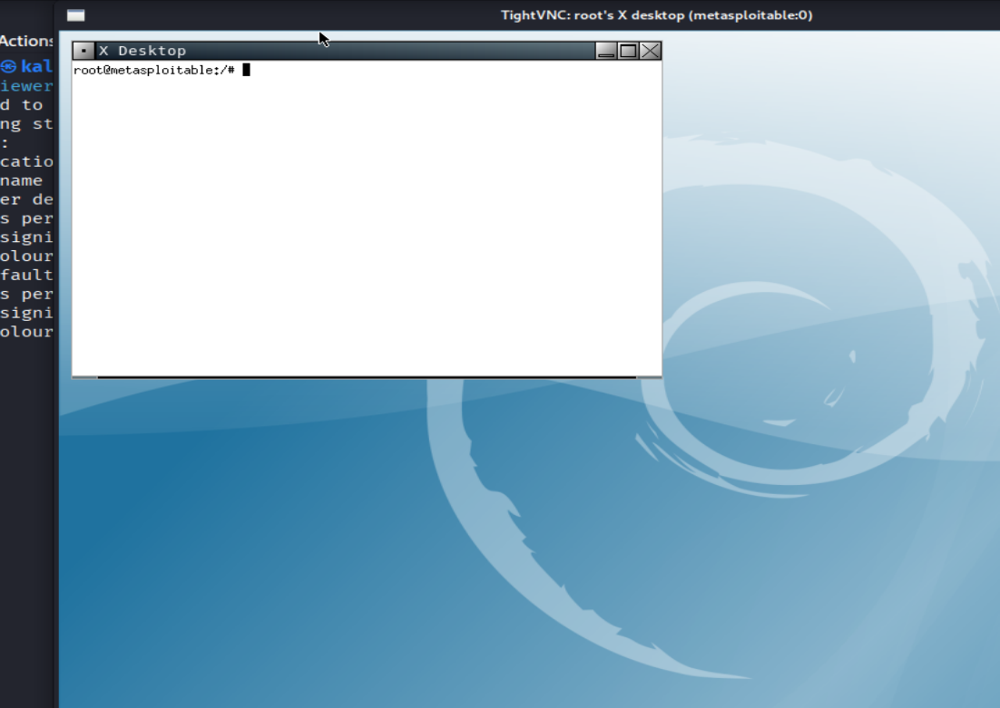 TightVNC: root's X desktop (metasploitable:0)
Actions
kal
iewer
d to
ng st
:
catio
name
er de
s per
signi
olour
fault
s per
signi
olour
X Desktop
root@metasploitable:/#